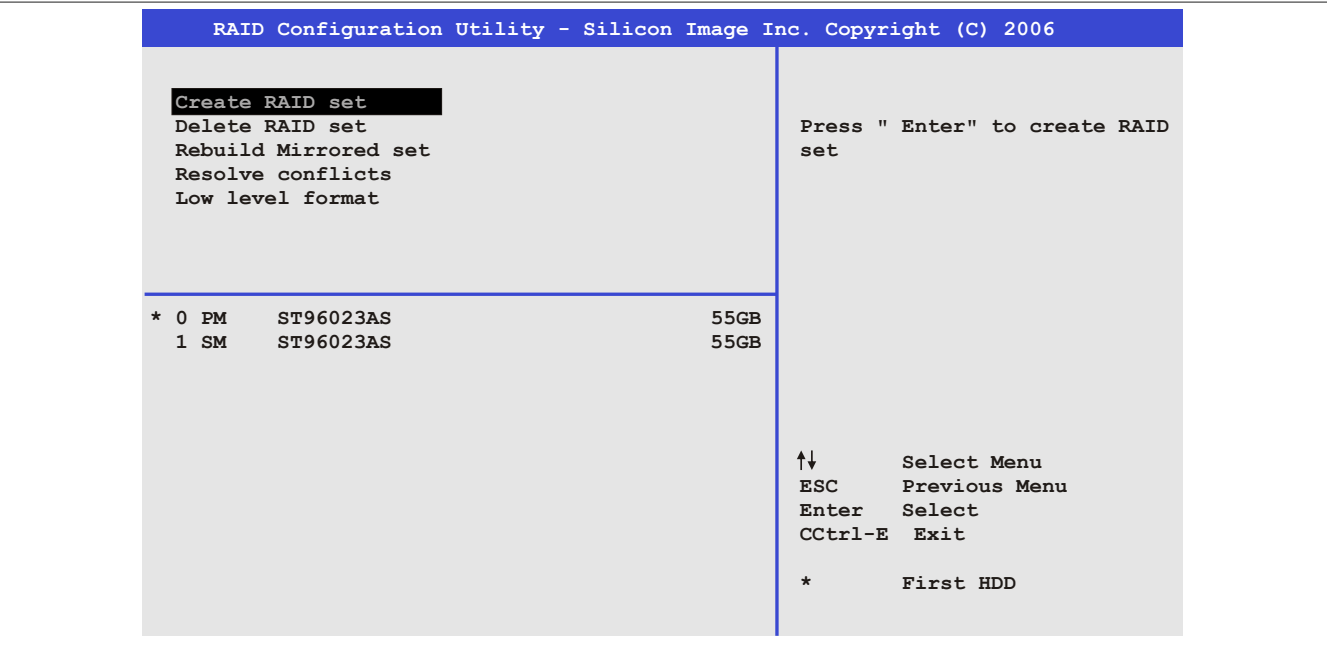 RAID Configuration Utility - Silicon Image Inc. Copyright (C) 2006
Create RAID set
Delete RAID set
Rebuild Mirrored set
Resolve conflicts
Low level format
Press " Enter" to create RAID
set
* 0 PM ST96023AS 55GB
1 SM ST96023AS 55GB
↑↓ Select Menu
ESC Previous Menu
Enter Select
CCtrl-E Exit
* First HDD